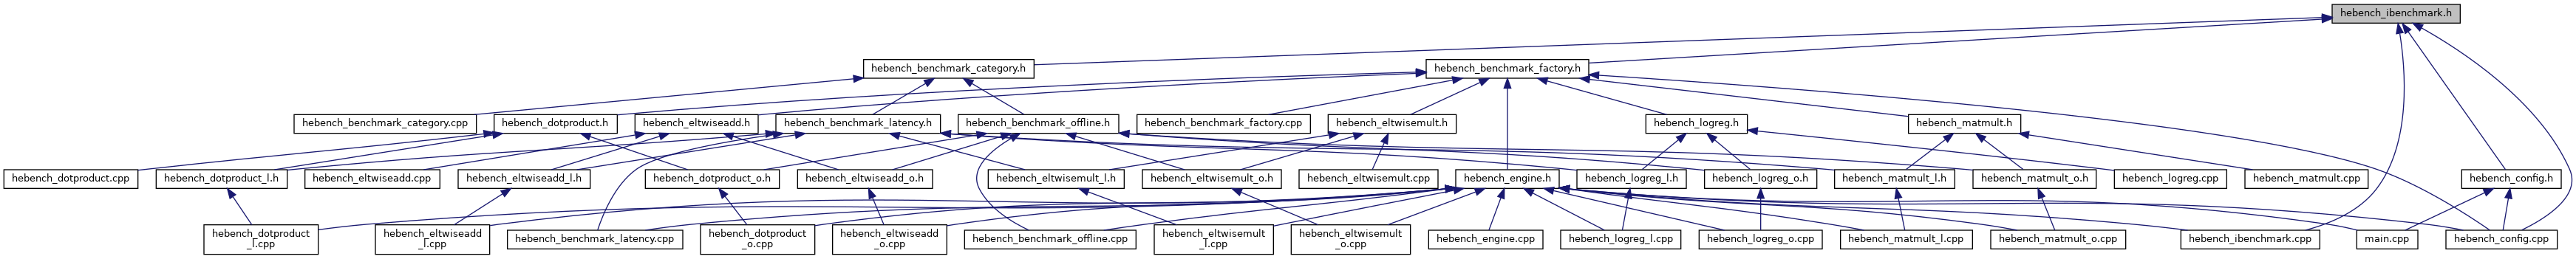 hebench_ibenchmark.h
hebench_benchmark_category.h
hebench_benchmark_factory.h
hebench_benchmark_category.cpp
hebench_dotproduct.h
hebench_eltwiseadd.h
hebench_benchmark_latency.h
hebench_benchmark_offline.h
hebench_benchmark_factory.cpp
hebench_eltwisemult.h
hebench_logreg.h
hebench_matmult.h
hebench_dotproduct.cpp
hebench_dotproduct_l.h
hebench_eltwiseadd.cpp
hebench_eltwiseadd_l.h
hebench_dotproduct_o.h
hebench_eltwiseadd_o.h
hebench_eltwisemult_l.h
hebench_eltwisemult_o.h
hebench_eltwisemult.cpp
hebench_engine.h
hebench_logreg_l.h
hebench_logreg_o.h
hebench_matmult_l.h
hebench_matmult_o.h
hebench_logreg.cpp
hebench_matmult.cpp
hebench_config.h
hebench_dotproduct
_l.cpp
hebench_eltwiseadd
_l.cpp
hebench_benchmark_latency.cpp
hebench_dotproduct
_o.cpp
hebench_eltwiseadd
_o.cpp
hebench_benchmark_offline.cpp
hebench_eltwisemult
_l.cpp
hebench_eltwisemult
_o.cpp
hebench_engine.cpp
hebench_logreg_l.cpp
hebench_logreg_o.cpp
hebench_matmult_l.cpp
hebench_matmult_o.cpp
hebench_ibenchmark.cpp
main.cpp
hebench_config.cpp